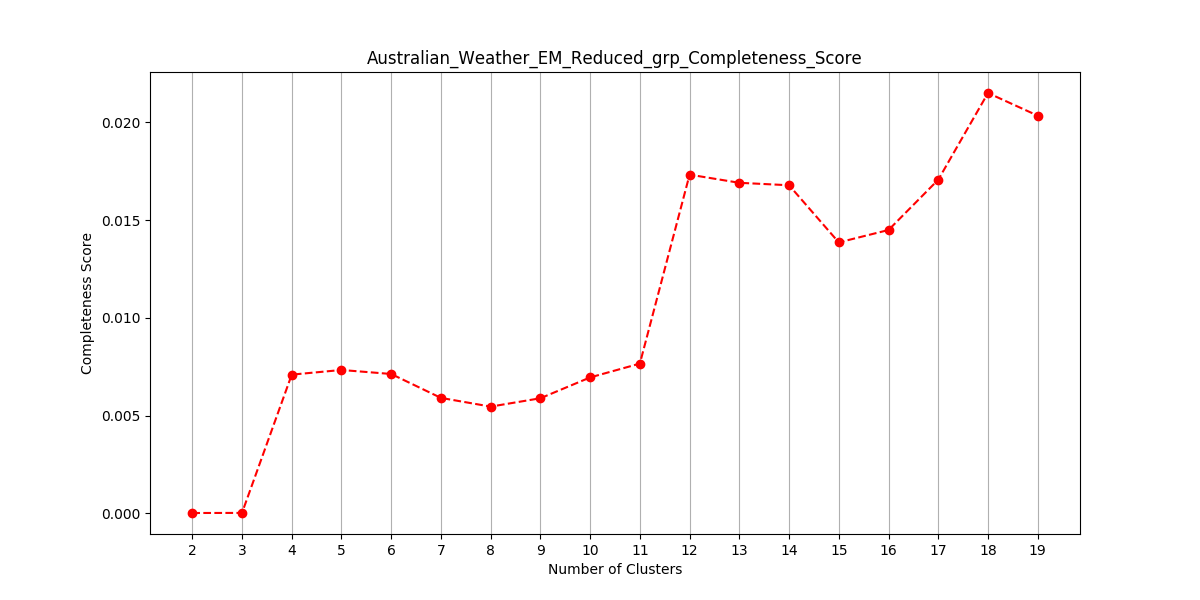 Australian_Weather_EM_Reduced_grp_Completeness_Score
Completeness Score
0.020
0.015
0.010
0.005
0.000
2 3 4 5 6 7 8 9 10 11 12 13 14 15 16 17 18 19
Number of Clusters